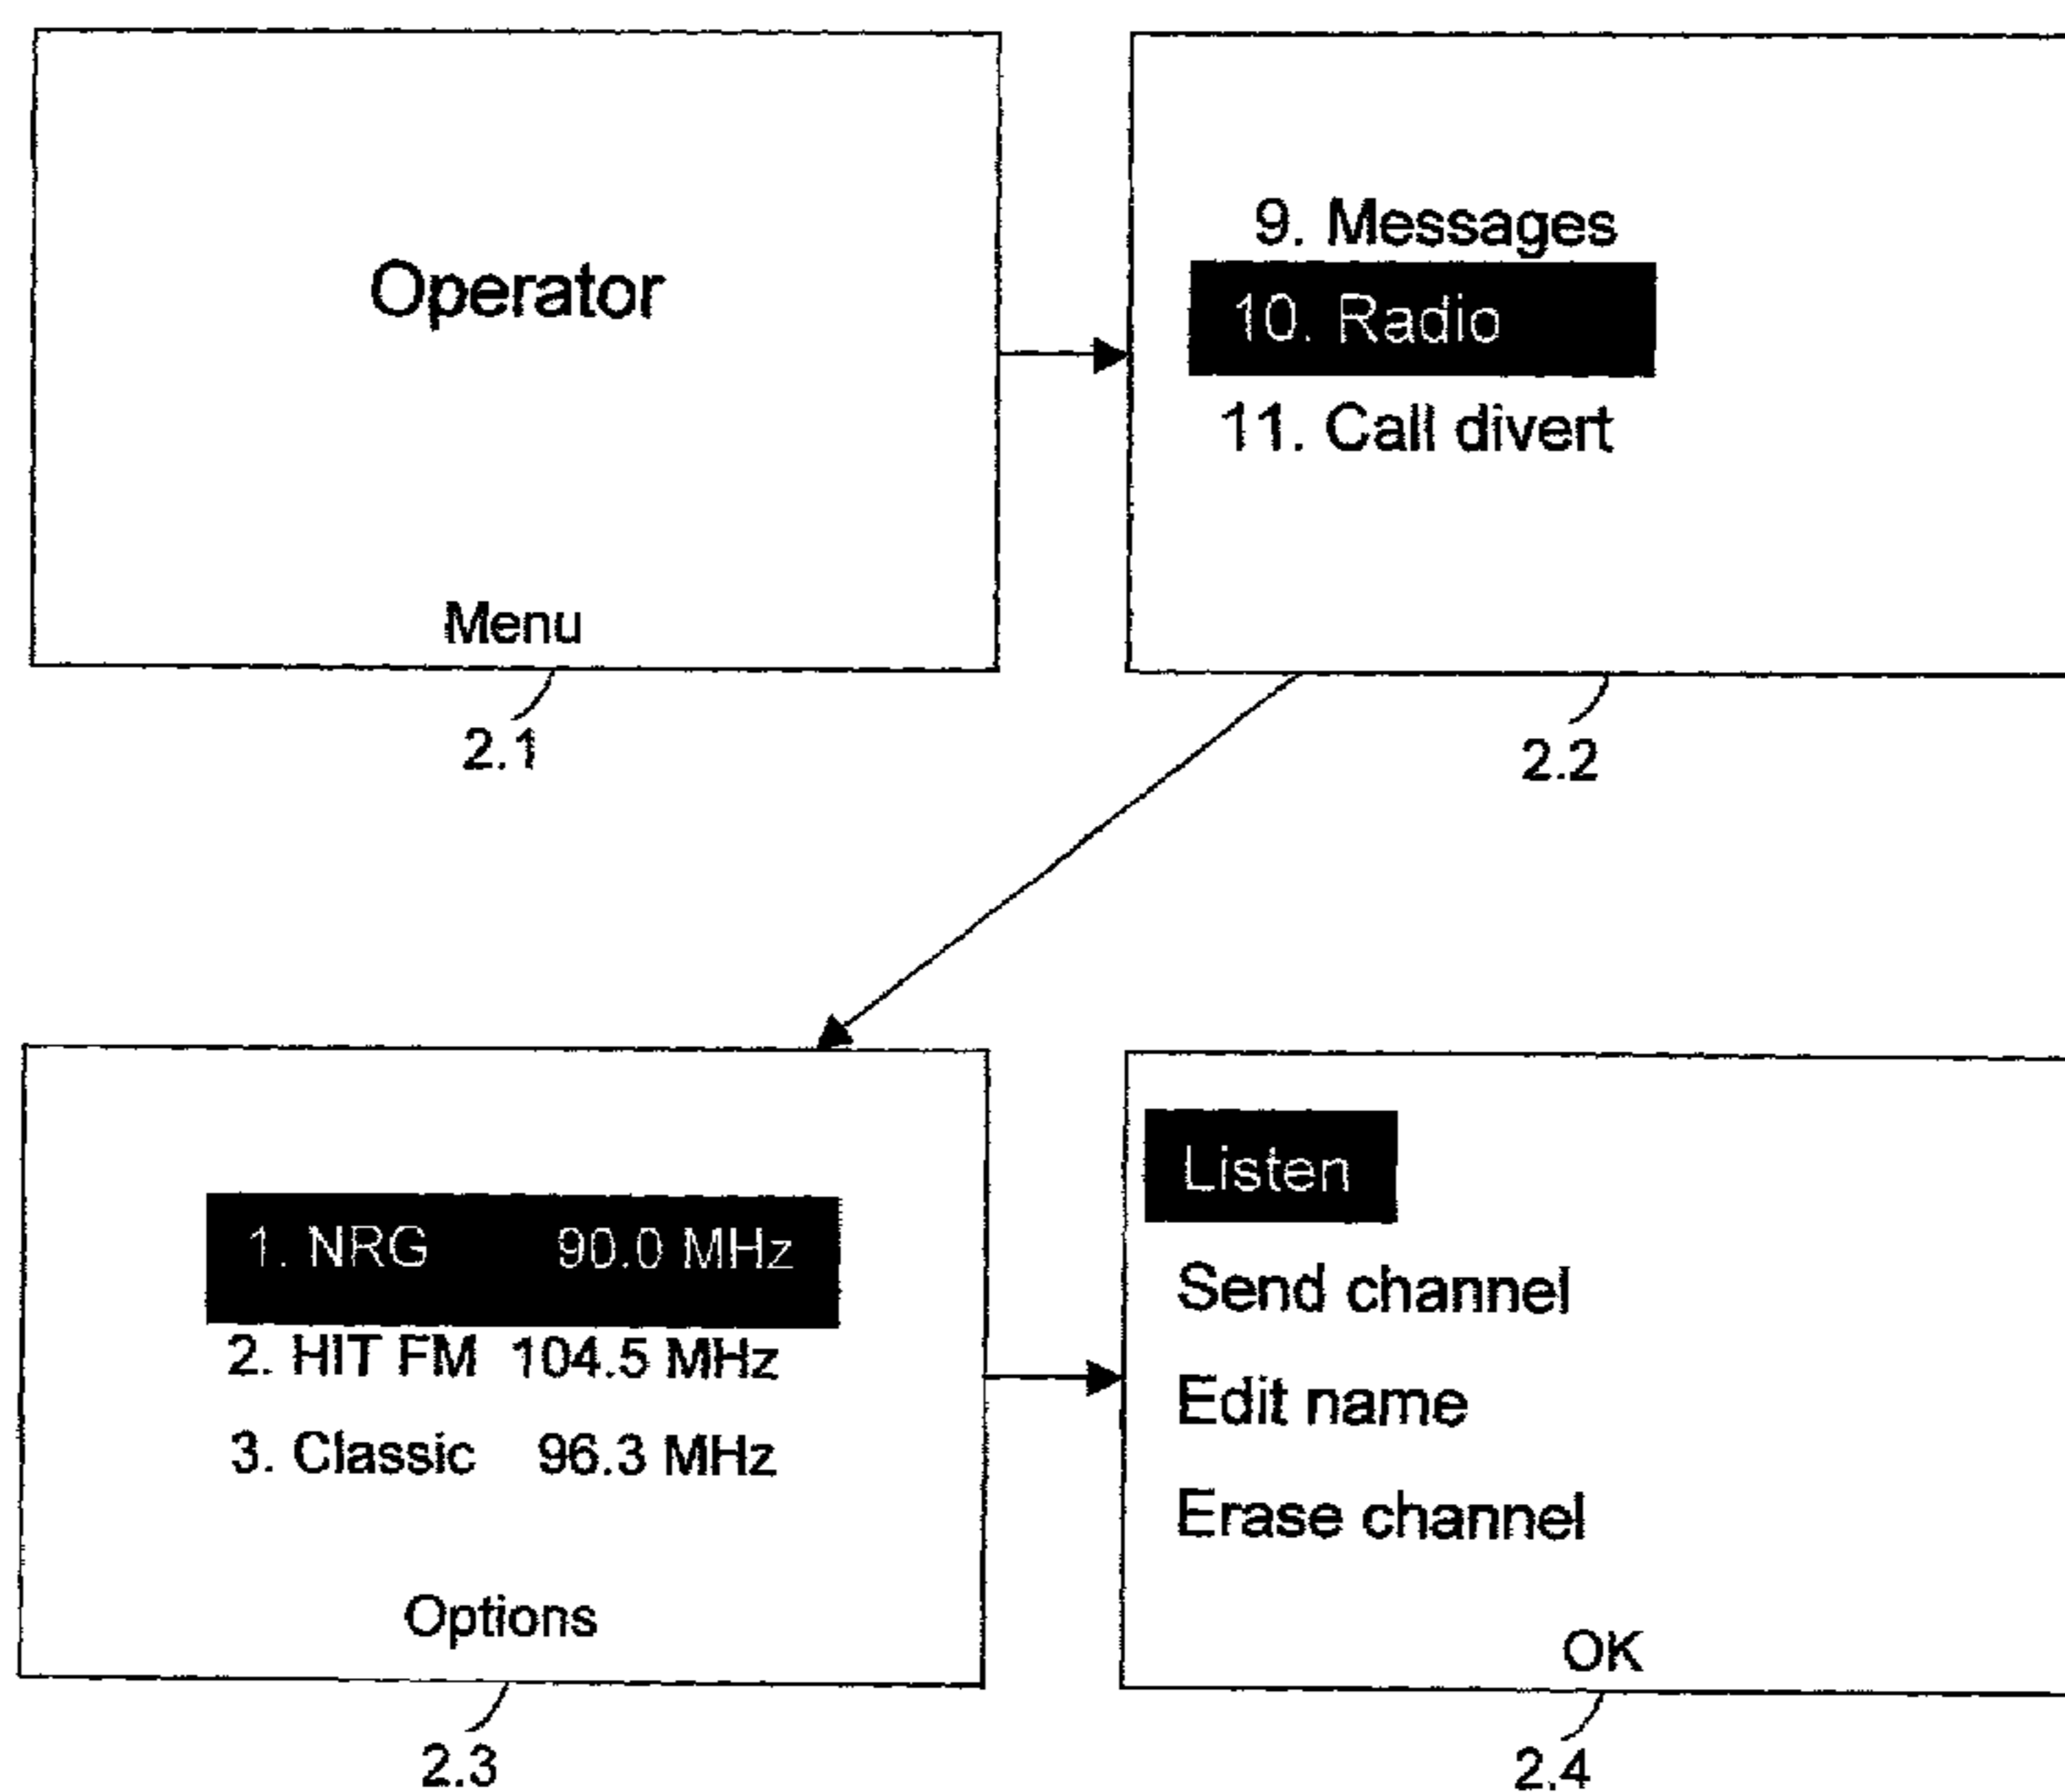 Operator
Menu
2.1
9. Messages
10. Radio
11. Call divert
2.2
1. NRG 90.0 MHz
2. HIT FM 104.5 MHz
3. Classic 96.3 MHz
Options
2.3
Listen
Send channel
Edit name
Erase channel
OK
2.4